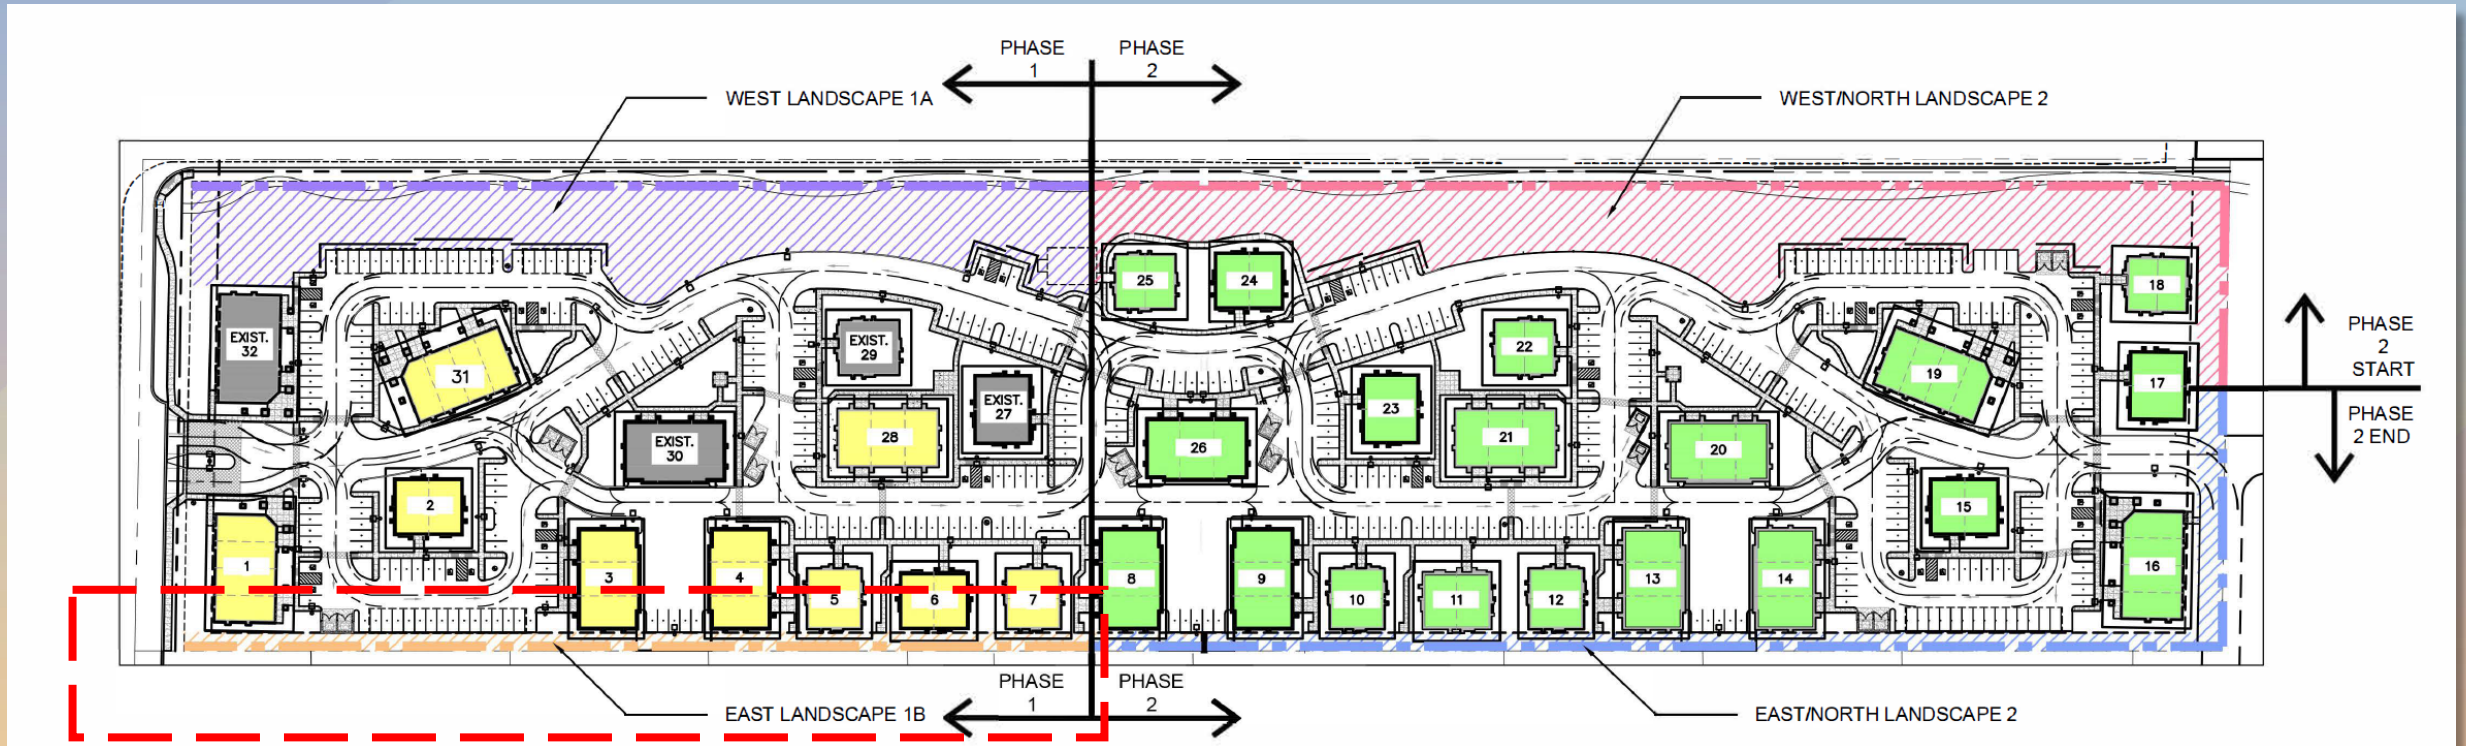 PHASE
1
PHASE
2
WEST LANDSCAPE 1A
WEST/NORTH LANDSCAPE 2
25
24
18
EXIST.
32
EXIST.
29
22
PHASE
2
START
31
19
17
EXIST.
27
23
PHASE
2 END
EXIST.
30
28
26
21
20
2
15
1
3
4
5
6
7
8
9
10
11
12
13
14
16
PHASE
1
PHASE
2
EAST LANDSCAPE 1B
EAST/NORTH LANDSCAPE 2